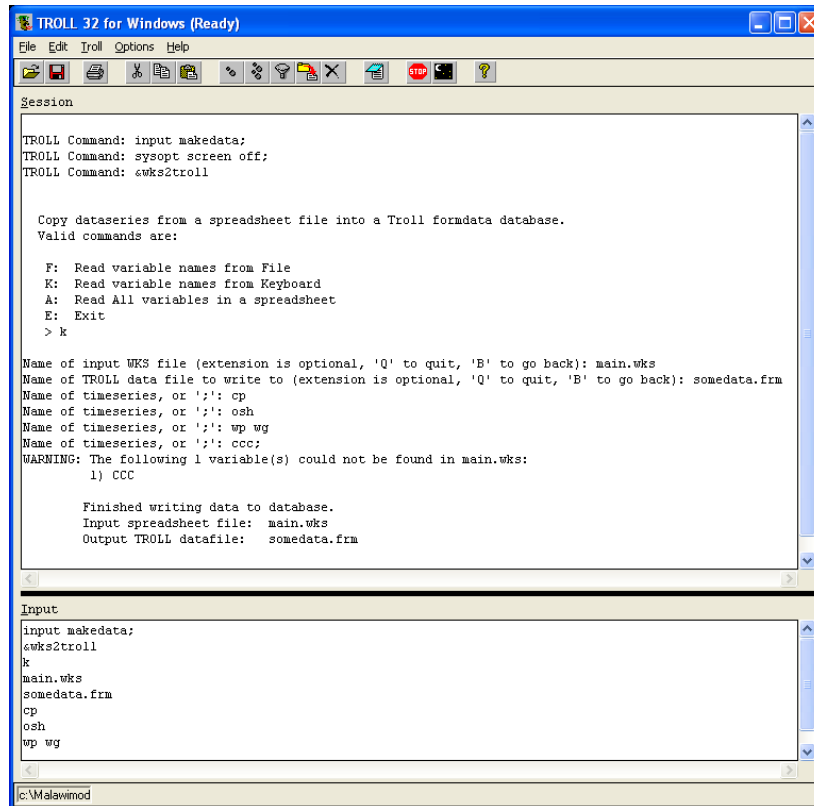 TROLL 32 for Windows (Ready)
File Edit Troll Options Help
STOP
Session
TROLL Command: input makedata;
TROLL Command: sysopt screen off;
TROLL Command: &wks2troll
Copy dataseries from a spreadsheet file into a Troll formdata database.
Valid commands are:
F: Read variable names from File
K: Read variable names from Keyboard
A: Read All variables in a spreadsheet
E: Exit
> k
Name of input WKS file (extension is optional, 'Q' to quit, 'B' to go back): main.wks
Name of TROLL data file to write to (extension is optional, 'Q' to quit, 'B' to go back): somedata.frm
Name of timeseries, or ';': cp
Name of timeseries, or ';': osh
Name of timeseries, or ';': wp wg
Name of timeseries, or ';': ccc;
WARNING: The following 1 variable(s) could not be found in main.wks:
1) CCC
Finished writing data to database.
Input spreadsheet file: main.wks
Output TROLL datafile: somedata.frm
Input
input makedata;
&wks2troll
k
main.wks
somedata.frm
cp
osh
wp wg
c:\Malawimod